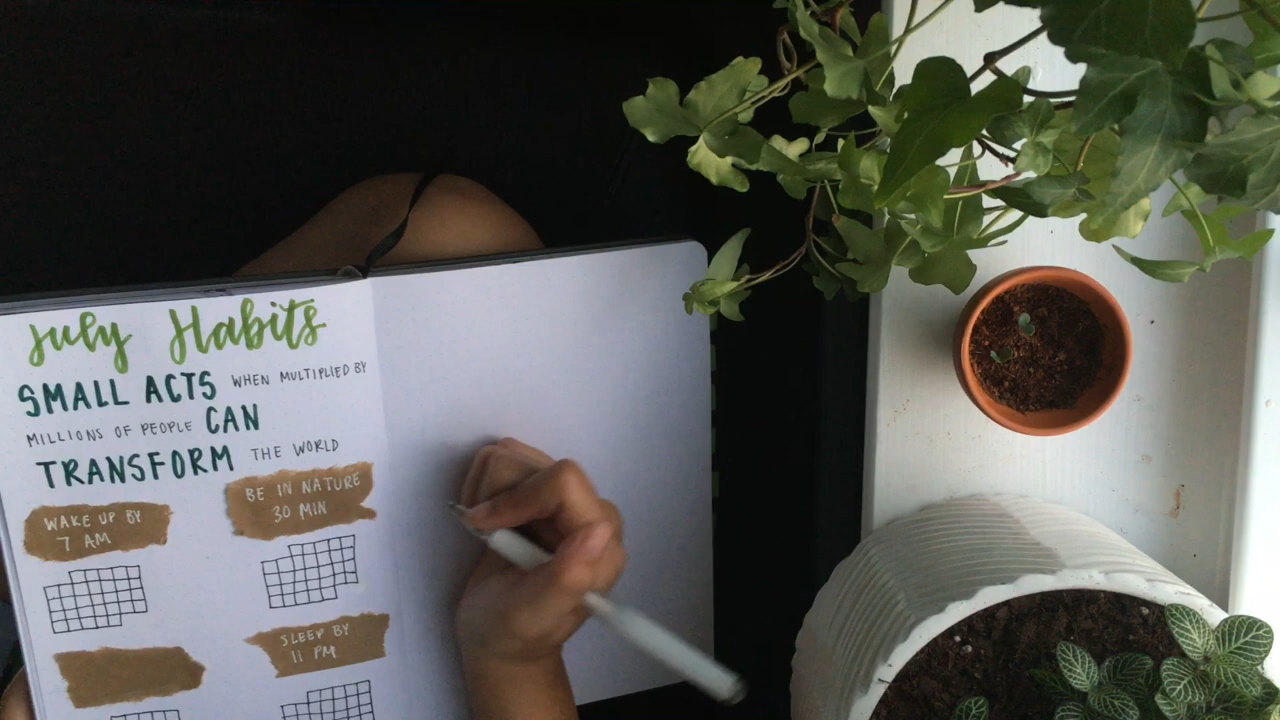 July Habits
SMALL ACTS WHEN MULTIPLIED BY
MILLIONS OF PEOPLE CAN
TRANSFORM THE WORLD
WAKE UP BY
7 AM
BE IN NATURE
30 MIN
SLEEP BY
11 PM